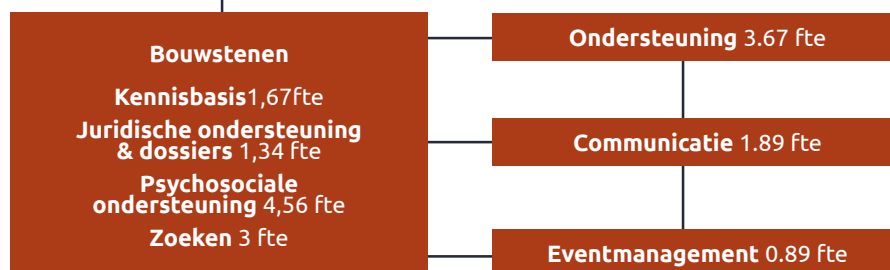 Bouwstenen
Kennisbasis1,67fte
Juridische ondersteuning
& dossiers 1,34 fte
Psychosociale
ondersteuning 4,56 fte
Zoeken 3 fte
Ondersteuning 3.67 fte
Communicatie 1.89 fte
Eventmanagement 0.89 fte